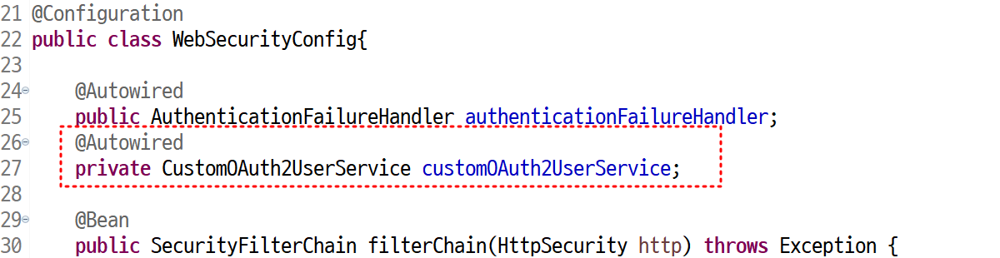 21 @Configuration
22 public class WebSecurityConfig{
23
24 @Autowired
25 public AuthenticationFailureHandler authenticationFailureHandler;
26 @Autowired
27 private CustomOAuth2UserService customOAuth2UserService;
28
29 @Bean
30 public SecurityFilterChain filterChain(HttpSecurity http) throws Exception {